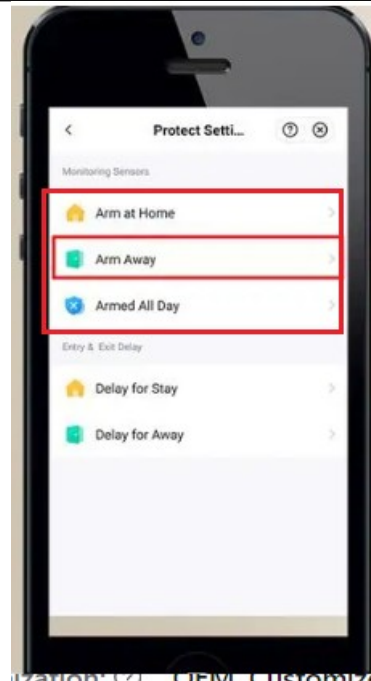 Protect Setti...
Monitoring Sensors
Arm at Home
Arm Away
Armed All Day
Entry & Exit Delay
Delay for Stay
Delay for Away